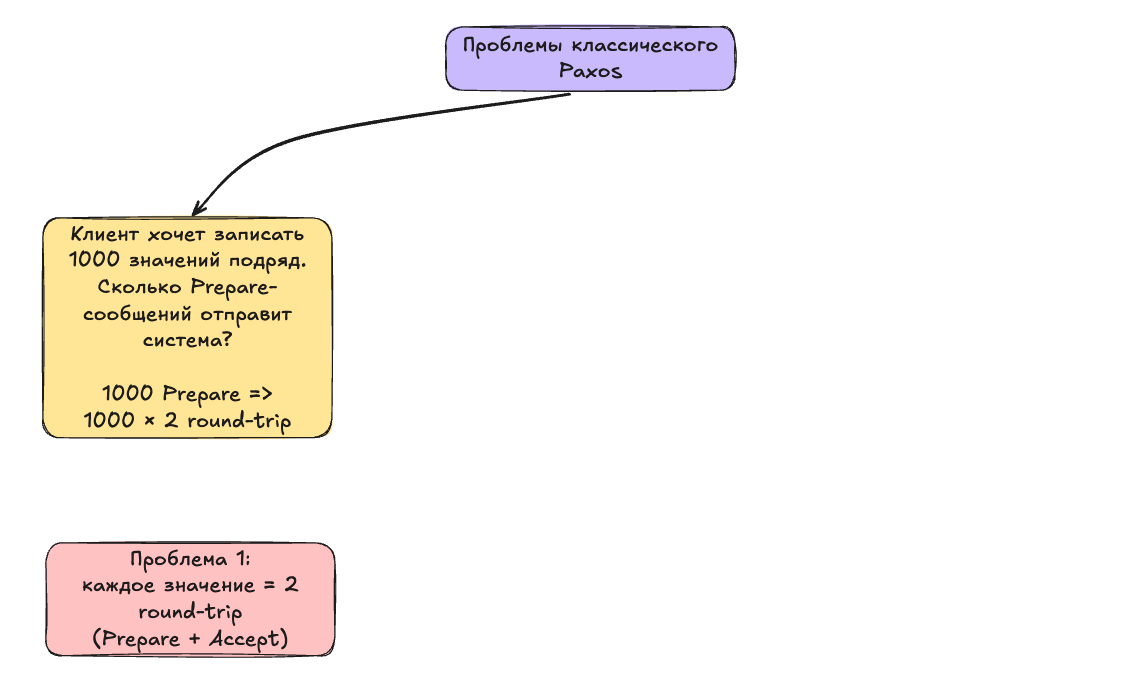 Проблемы классического
Paxos
Клиент хочет записать
1000 значений подряд.
Сколько Prepare-
сообщений отправит
система?
1000 Prepare =>
1000 × 2 round-trip
Проблема 1:
каждое значение = 2
round-trip
(Prepare + Accept)